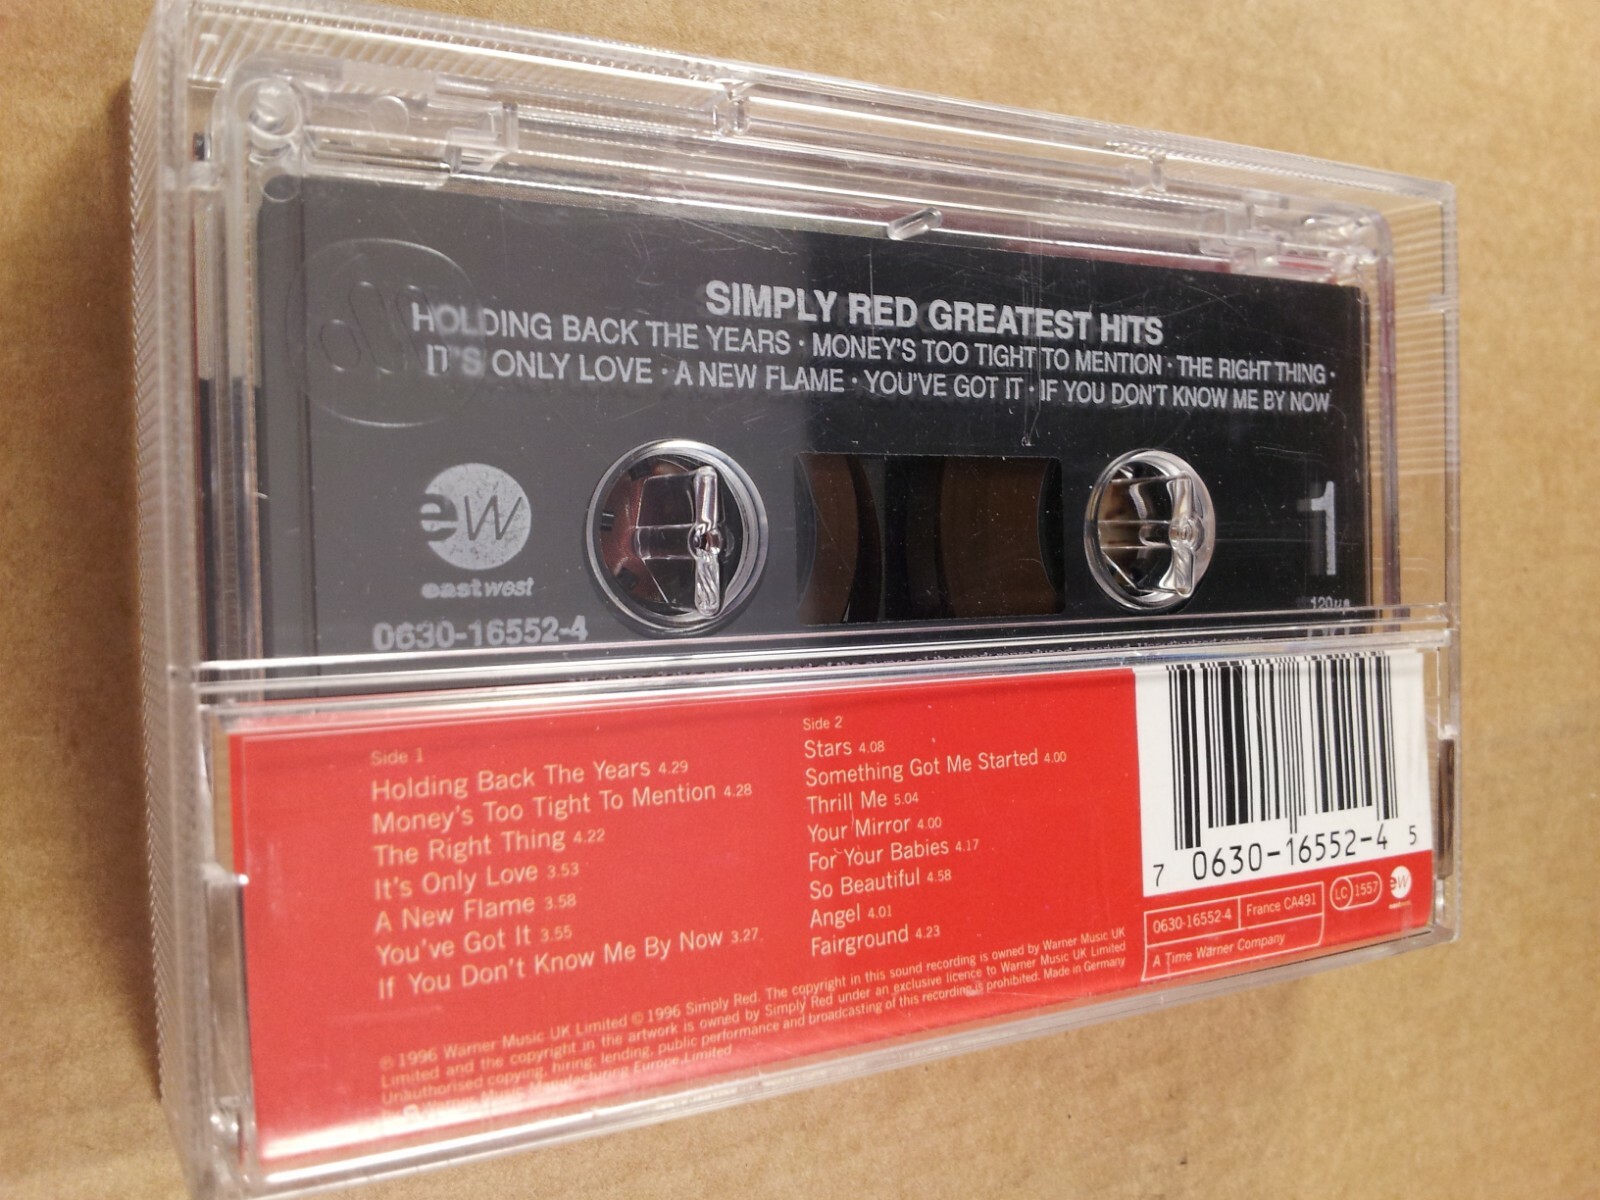 SIMPLY RED GREATEST HITS
HOLDING BACK THE YEARS · MONEY'S TOO TIGHT TO MENTION · THE RIGHT THING ·
IT'S ONLY LOVE · A NEW FLAME · YOU'VE GOT IT · IF YOU DON'T KNOW ME BY NOW
ew
eastwest
0630-16552-4
1
120µs
Side 1
Holding Back The Years 4.29
Money's Too Tight To Mention 4.28
The Right Thing 4.22
It's Only Love 3.53
A New Flame 3.58
You've Got It 3.55
If You Don't Know Me By Now 3.27
Side 2
Stars 4.08
Something Got Me Started 4.00
Thrill Me 5.04
Your Mirror 4.00
For Your Babies 4.17
So Beautiful 4.58
Angel 4.01
Fairground 4.23
7 0630-16552-4 5
0630-16552-4 France CA491
A Time Warner Company
LC 1557
ew
℗ 1996 Warner Music UK Limited © 1996 Simply Red. The copyright in this sound recording is owned by Warner Music UK
Limited and the copyright in the artwork is owned by Simply Red under an exclusive licence to Warner Music UK Limited
Unauthorised copying, hiring, lending, public performance and broadcasting of this recording is prohibited. Made in Germany
by Warner Music Manufacturing Europe Limited